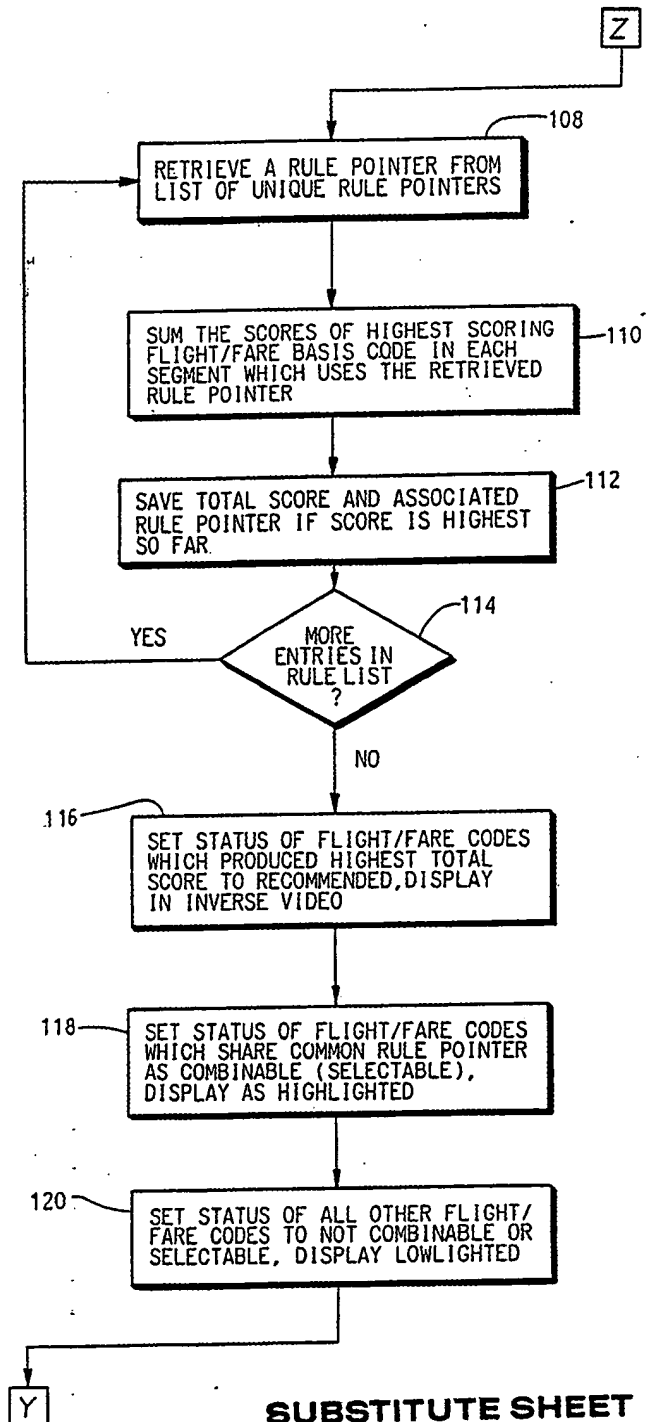 Z
108
RETRIEVE A RULE POINTER FROM
LIST OF UNIQUE RULE POINTERS
SUM THE SCORES OF HIGHEST SCORING
FLIGHT/FARE BASIS CODE IN EACH
SEGMENT WHICH USES THE RETRIEVED
RULE POINTER
110
SAVE TOTAL SCORE AND ASSOCIATED
RULE POINTER IF SCORE IS HIGHEST
SO FAR
112
114
YES
MORE
ENTRIES IN
RULE LIST
?
NO
116
SET STATUS OF FLIGHT/FARE CODES
WHICH PRODUCED HIGHEST TOTAL
SCORE TO RECOMMENDED, DISPLAY
IN INVERSE VIDEO
118
SET STATUS OF FLIGHT/FARE CODES
WHICH SHARE COMMON RULE POINTER
AS COMBINABLE (SELECTABLE),
DISPLAY AS HIGHLIGHTED
120
SET STATUS OF ALL OTHER FLIGHT/
FARE CODES TO NOT COMBINABLE OR
SELECTABLE, DISPLAY LOWLIGHTED
Y
SUBSTITUTE SHEET